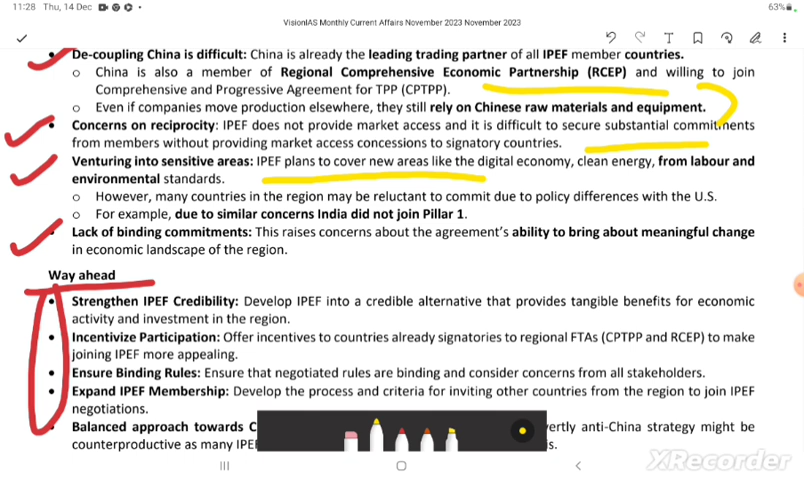 11:28 Thu, 14 Dec
63%
VisionIAS Monthly Current Affairs November 2023 November 2023
De-coupling China is difficult: China is already the leading trading partner of all IPEF member countries.
o China is also a member of Regional Comprehensive Economic Partnership (RCEP) and willing to join
Comprehensive and Progressive Agreement for TPP (CPTPP).
o Even if companies move production elsewhere, they still rely on Chinese raw materials and equipment.
• Concerns on reciprocity: IPEF does not provide market access and it is difficult to secure substantial commitments
from members without providing market access concessions to signatory countries.
Venturing into sensitive areas: IPEF plans to cover new areas like the digital economy, clean energy, from labour and
environmental standards.
o However, many countries in the region may be reluctant to commit due to policy differences with the U.S.
o For example, due to similar concerns India did not join Pillar 1.
Lack of binding commitments: This raises concerns about the agreement's ability to bring about meaningful change
in economic landscape of the region.
Way ahead
• Strengthen IPEF Credibility: Develop IPEF into a credible alternative that provides tangible benefits for economic
activity and investment in the region.
• Incentivize Participation: Offer incentives to countries already signatories to regional FTAs (CPTPP and RCEP) to make
joining IPEF more appealing.
• Ensure Binding Rules: Ensure that negotiated rules are binding and consider concerns from all stakeholders.
• Expand IPEF Membership: Develop the process and criteria for inviting other countries from the region to join IPEF
negotiations.
Balanced approach towards C ertly anti-China strategy might be
counterproductive as many IPE s.
XRecorder